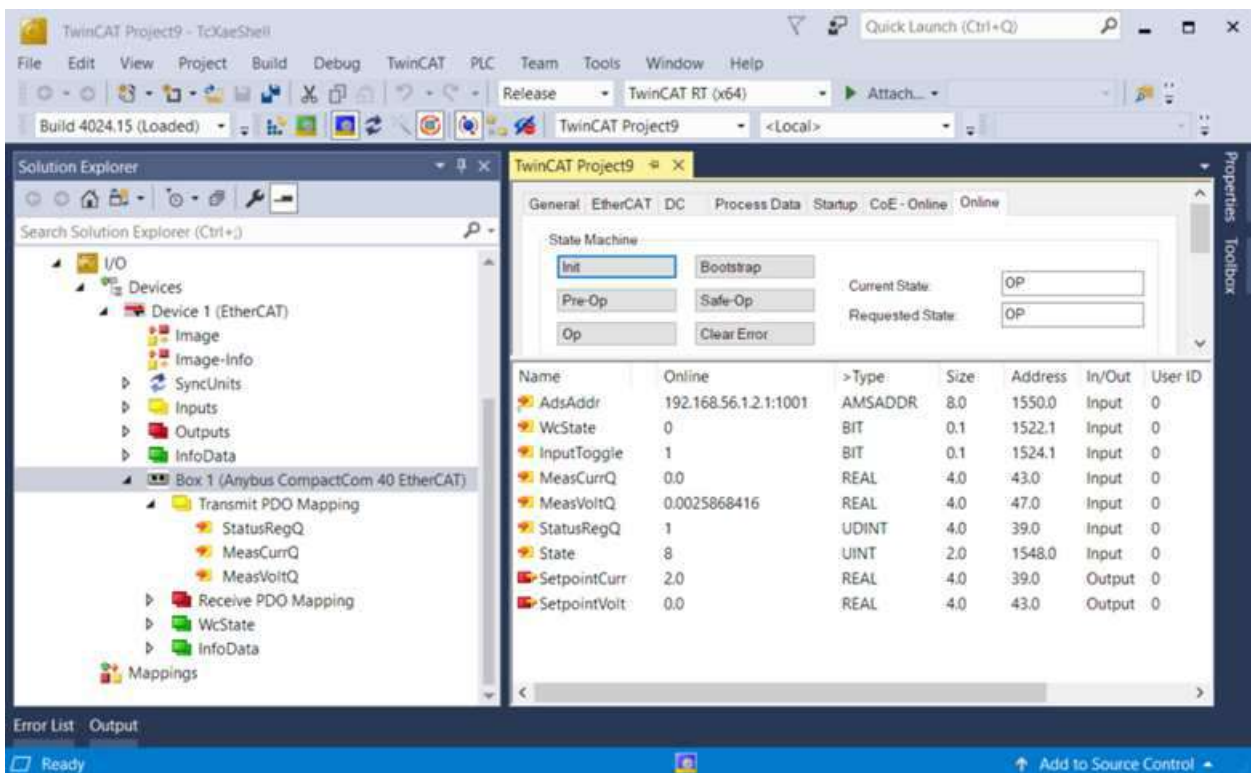 TwinCAT Project9 - TcXaeShell
Quick Launch (Ctrl+Q)
File Edit View Project Build Debug TwinCAT PLC Team Tools Window Help
Release TwinCAT RT (x64) Attach...
Build 4024.15 (Loaded) TwinCAT Project9 <Local>
Solution Explorer
Search Solution Explorer (Ctrl+;)
I/O
Devices
Device 1 (EtherCAT)
Image
Image-Info
SyncUnits
Inputs
Outputs
InfoData
Box 1 (Anybus CompactCom 40 EtherCAT)
Transmit PDO Mapping
StatusRegQ
MeasCurrQ
MeasVoltQ
Receive PDO Mapping
WcState
InfoData
Mappings
TwinCAT Project9
General EtherCAT DC Process Data Startup CoE - Online Online
State Machine
Init Bootstrap
Pre-Op Safe-Op
Op Clear Error
Current State: OP
Requested State: OP
Name Online >Type Size Address In/Out User ID
AdsAddr 192.168.56.1.2.1:1001 AMSADDR 8.0 1550.0 Input 0
WcState 0 BIT 0.1 1522.1 Input 0
InputToggle 1 BIT 0.1 1524.1 Input 0
MeasCurrQ 0.0 REAL 4.0 43.0 Input 0
MeasVoltQ 0.0025868416 REAL 4.0 47.0 Input 0
StatusRegQ 1 UDINT 4.0 39.0 Input 0
State 8 UINT 2.0 1548.0 Input 0
SetpointCurr 2.0 REAL 4.0 39.0 Output 0
SetpointVolt 0.0 REAL 4.0 43.0 Output 0
Properties
Toolbox
Error List Output
Ready
Add to Source Control